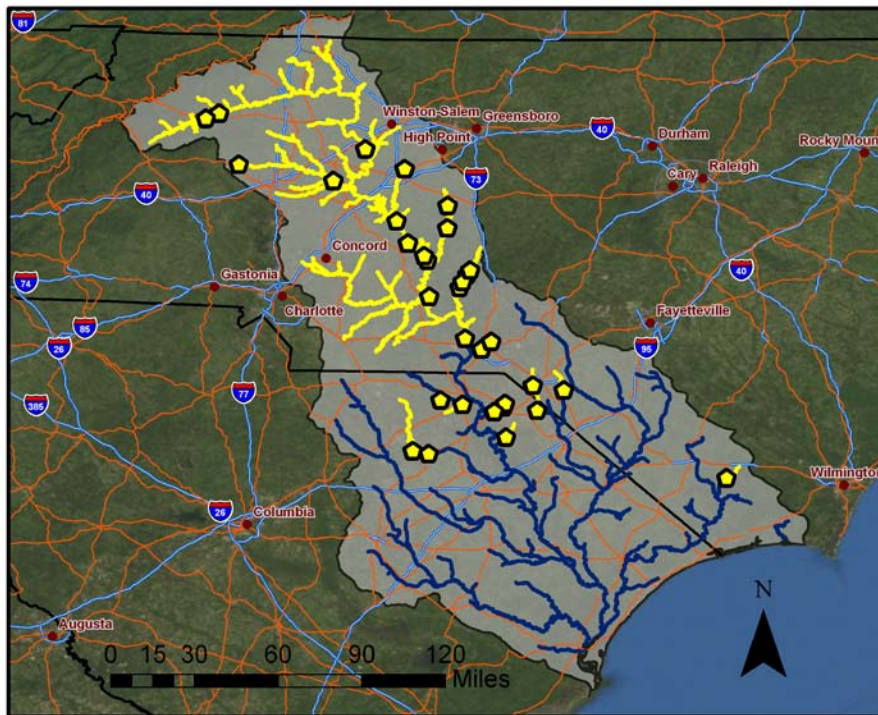 81
Winston-Salem
Greensboro
High Point
40
Durham
Rocky Moun
Raleigh
Cary
73
40
Concord
40
74
Gastonia
Charlotte
85
26
Fayetteville
95
77
385
Wilmington
26
Columbia
N
Augusta
0 15 30 60 90 120
Miles